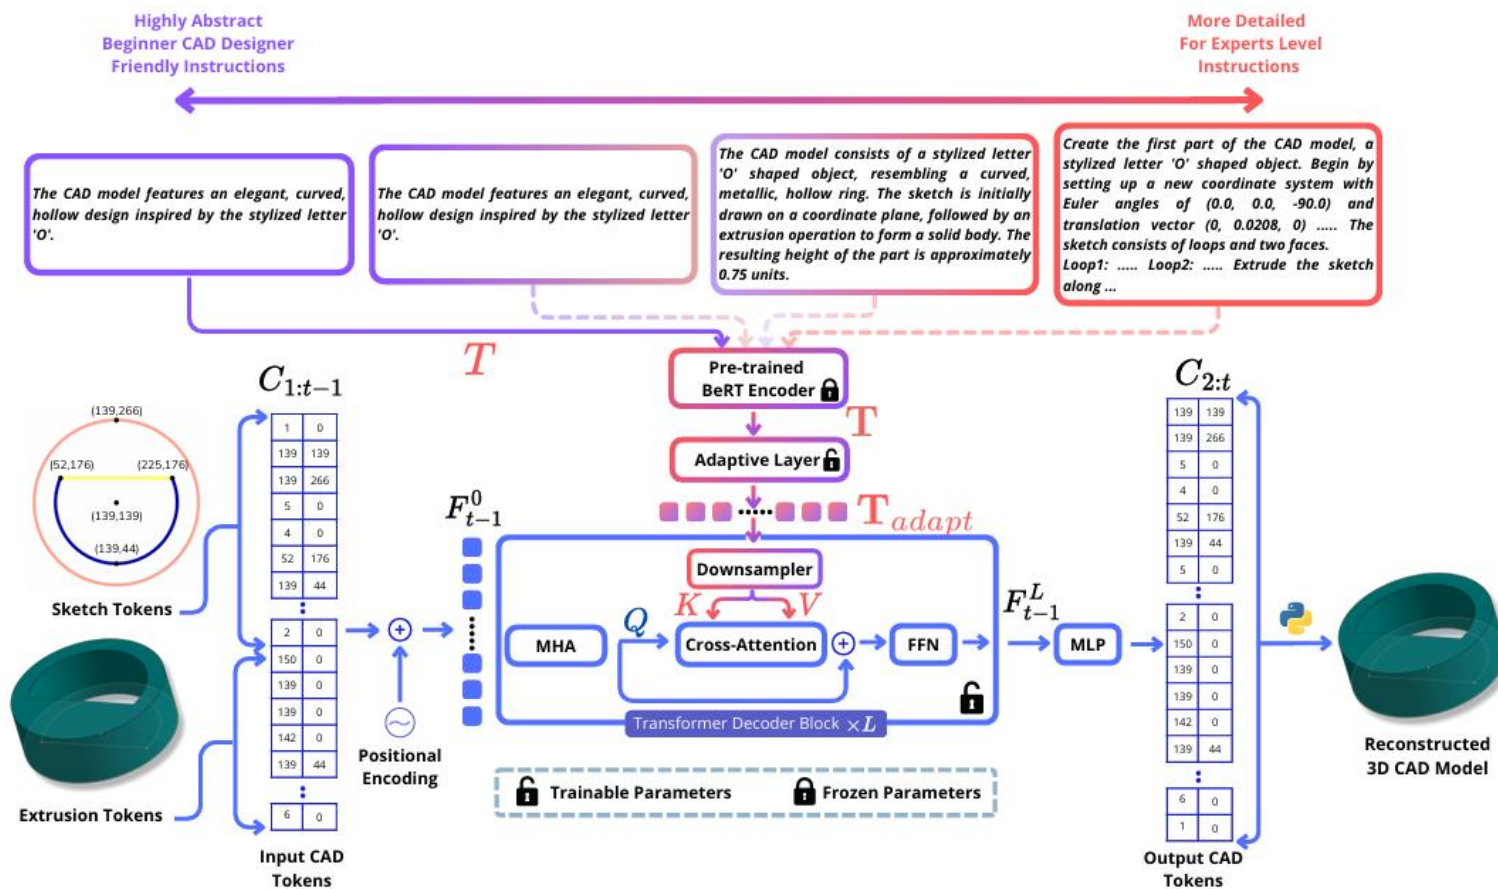 Highly Abstract
Beginner CAD Designer
Friendly Instructions
More Detailed
For Experts Level
Instructions
The CAD model features an elegant, curved,
hollow design inspired by the stylized letter
'O'.
The CAD model features an elegant, curved,
hollow design inspired by the stylized letter
'O'.
The CAD model consists of a stylized letter
'O' shaped object, resembling a curved,
metallic, hollow ring. The sketch is initially
drawn on a coordinate plane, followed by an
extrusion operation to form a solid body. The
resulting height of the part is approximately
0.75 units.
Create the first part of the CAD model, a
stylized letter 'O' shaped object. Begin by
setting up a new coordinate system with
Euler angles of (0.0, 0.0, -90.0) and
translation vector (0, 0.0208, 0) ..... The
sketch consists of loops and two faces.
Loop1: ..... Loop2: ..... Extrude the sketch
along ...
T
Pre-trained
BeRT Encoder
T
Adaptive Layer
T_adapt
(139,266)
(52,176) (225,176)
(139,139)
(139,44)
Sketch Tokens
Extrusion Tokens
C_{1:t-1}
1 0
139 139
139 266
5 0
4 0
52 176
139 44
2 0
150 0
139 0
139 0
142 0
139 44
6 0
Input CAD
Tokens
Positional
Encoding
F^0_{t-1}
Downsampler
K V
Q
MHA
Cross-Attention
FFN
Transformer Decoder Block ×L
Trainable Parameters
Frozen Parameters
F^L_{t-1}
MLP
C_{2:t}
139 139
139 266
5 0
4 0
52 176
139 44
5 0
2 0
150 0
139 0
139 0
142 0
139 44
6 0
1 0
Output CAD
Tokens
Reconstructed
3D CAD Model